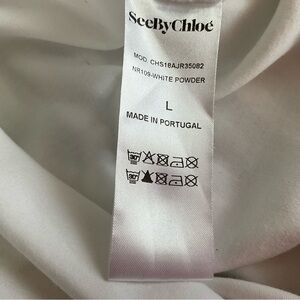 SeeByChloé
MOD. CHS18AJR35082
NR109-WHITE POWDER
L
MADE IN PORTUGAL